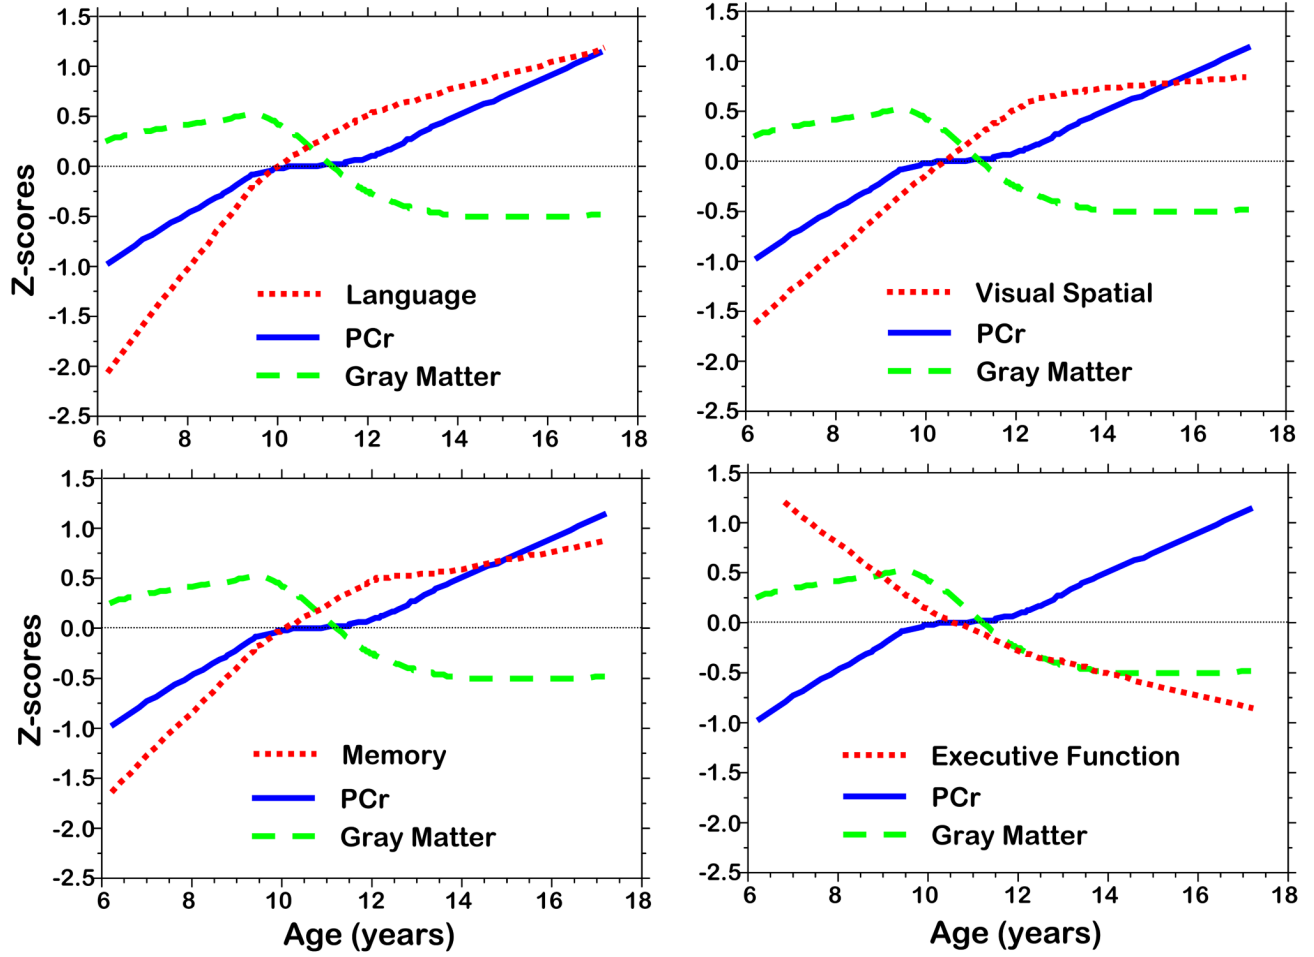 1.5
1.0
0.5
0.0
-0.5
-1.0
-1.5
-2.0
-2.5
Z-scores
Language
PCr
Gray Matter
6 8 10 12 14 16 18
1.5
1.0
0.5
0.0
-0.5
-1.0
-1.5
-2.0
-2.5
Visual Spatial
PCr
Gray Matter
6 8 10 12 14 16 18
1.5
1.0
0.5
0.0
-0.5
-1.0
-1.5
-2.0
-2.5
Z-scores
Memory
PCr
Gray Matter
6 8 10 12 14 16 18
Age (years)
1.5
1.0
0.5
0.0
-0.5
-1.0
-1.5
-2.0
-2.5
Executive Function
PCr
Gray Matter
6 8 10 12 14 16 18
Age (years)